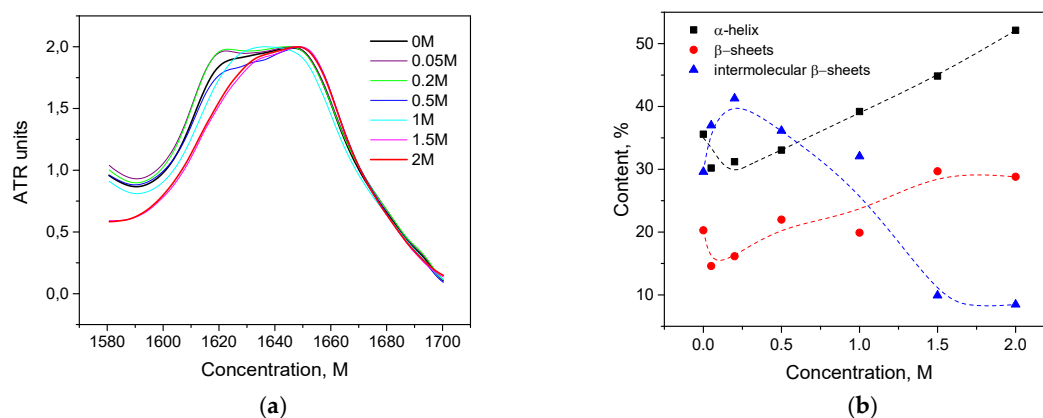 ATR units
2,0
1,5
1,0
0,5
0,0
0M
0.05M
0.2M
0.5M
1M
1.5M
2M
1580 1600 1620 1640 1660 1680 1700
Concentration, M
(a)
Content, %
50
40
30
20
10
α-helix
β-sheets
intermolecular β-sheets
0.0 0.5 1.0 1.5 2.0
Concentration, M
(b)